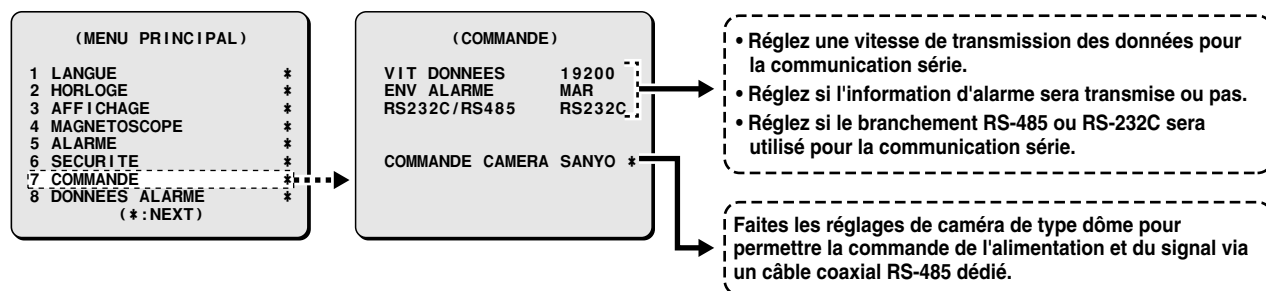 (MENU PRINCIPAL)
1 LANGUE *
2 HORLOGE *
3 AFFICHAGE *
4 MAGNETOSCOPE *
5 ALARME *
6 SECURITE *
7 COMMANDE *
8 DONNEES ALARME *
(*:NEXT)
(COMMANDE)
VIT DONNEES 19200
ENV ALARME MAR
RS232C/RS485 RS232C
COMMANDE CAMERA SANYO *
• Réglez une vitesse de transmission des données pour
la communication série.
• Réglez si l'information d'alarme sera transmise ou pas.
• Réglez si le branchement RS-485 ou RS-232C sera
utilisé pour la communication série.
Faites les réglages de caméra de type dôme pour
permettre la commande de l'alimentation et du signal via
un câble coaxial RS-485 dédié.